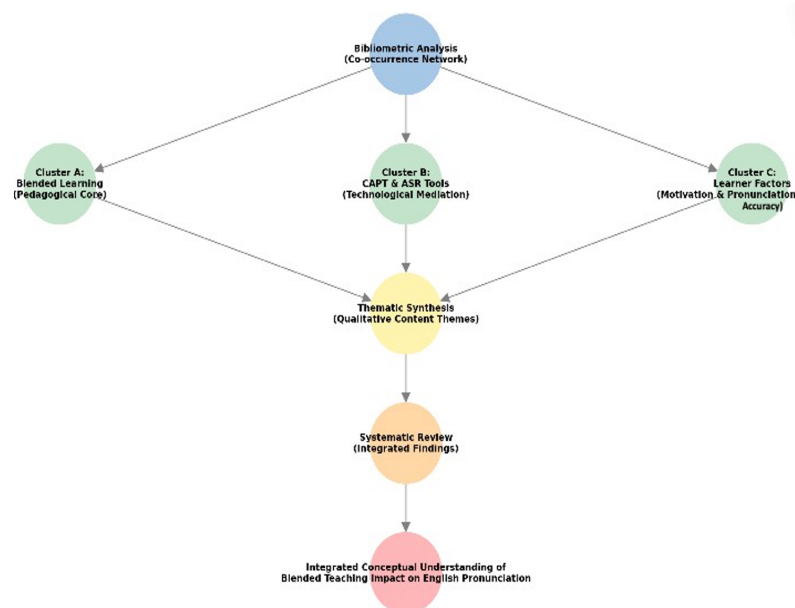 Bibliometric Analysis
(Co-occurrence Network)
Cluster A:
Blended Learning
(Pedagogical Core)
Cluster B:
CAPT & ASR Tools
(Technological Mediation)
Cluster C:
Learner Factors
(Motivation & Pronunciation
Accuracy)
Thematic Synthesis
(Qualitative Content Themes)
Systematic Review
(Integrated Findings)
Integrated Conceptual Understanding of
Blended Teaching Impact on English Pronunciation